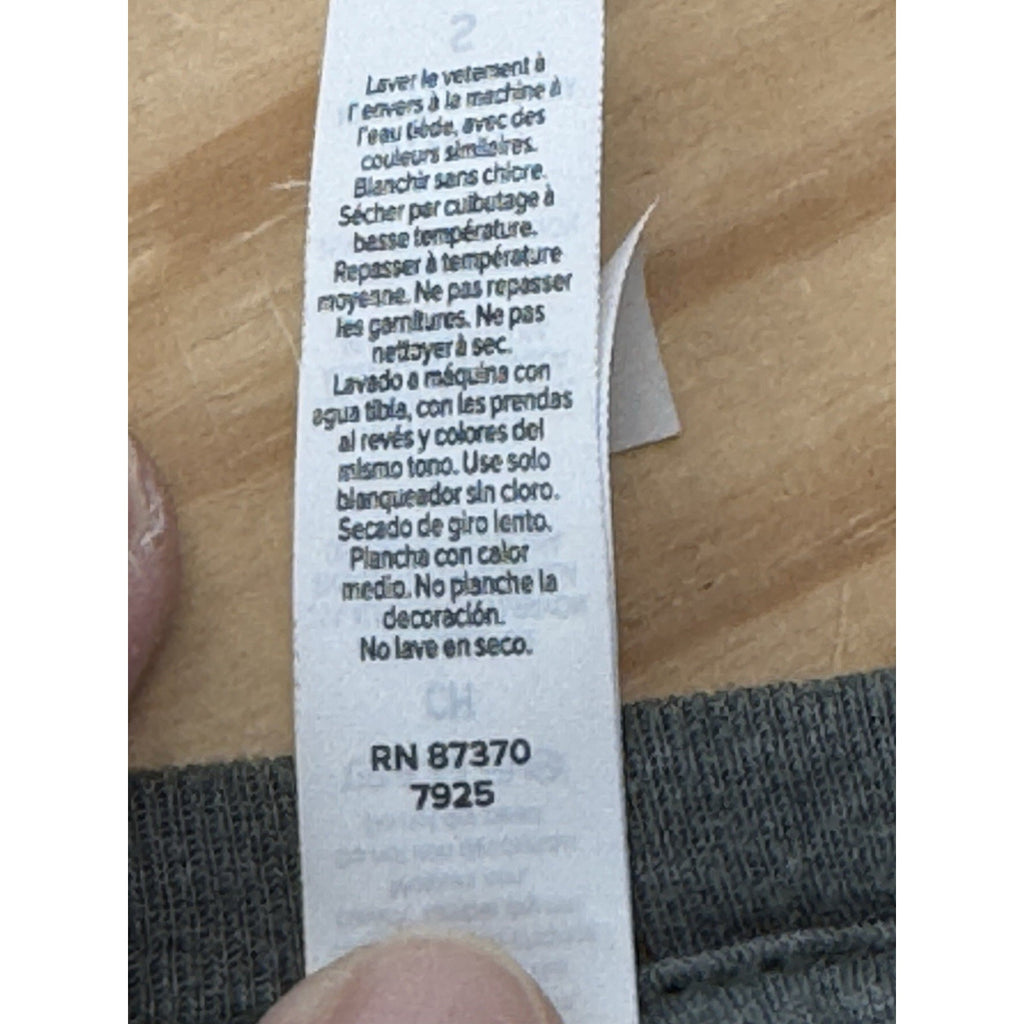 Laver le vetement à
l'envers à la machine à
l'eau tiède, avec des
couleurs similaires.
Blanchir sans chlore.
Sécher par culbutage à
basse température.
Repasser à température
moyenne. Ne pas repasser
les garnitures. Ne pas
nettoyer à sec.
Lavado a máquina con
agua tibia, con las prendas
al revés y colores del
mismo tono. Use solo
blanqueador sin cloro.
Secado de giro lento.
Plancha con calor
medio. No planche la
decoración.
No lave en seco.
RN 87370
7925